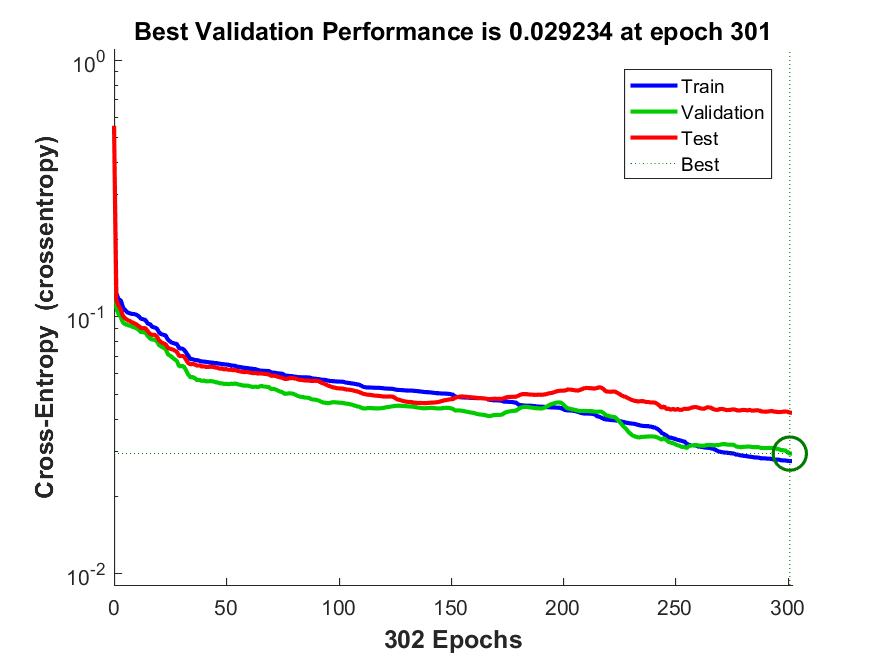 Best Validation Performance is 0.029234 at epoch 301
Cross-Entropy (crossentropy)
10^0
10^-1
10^-2
Train
Validation
Test
Best
0 50 100 150 200 250 300
302 Epochs